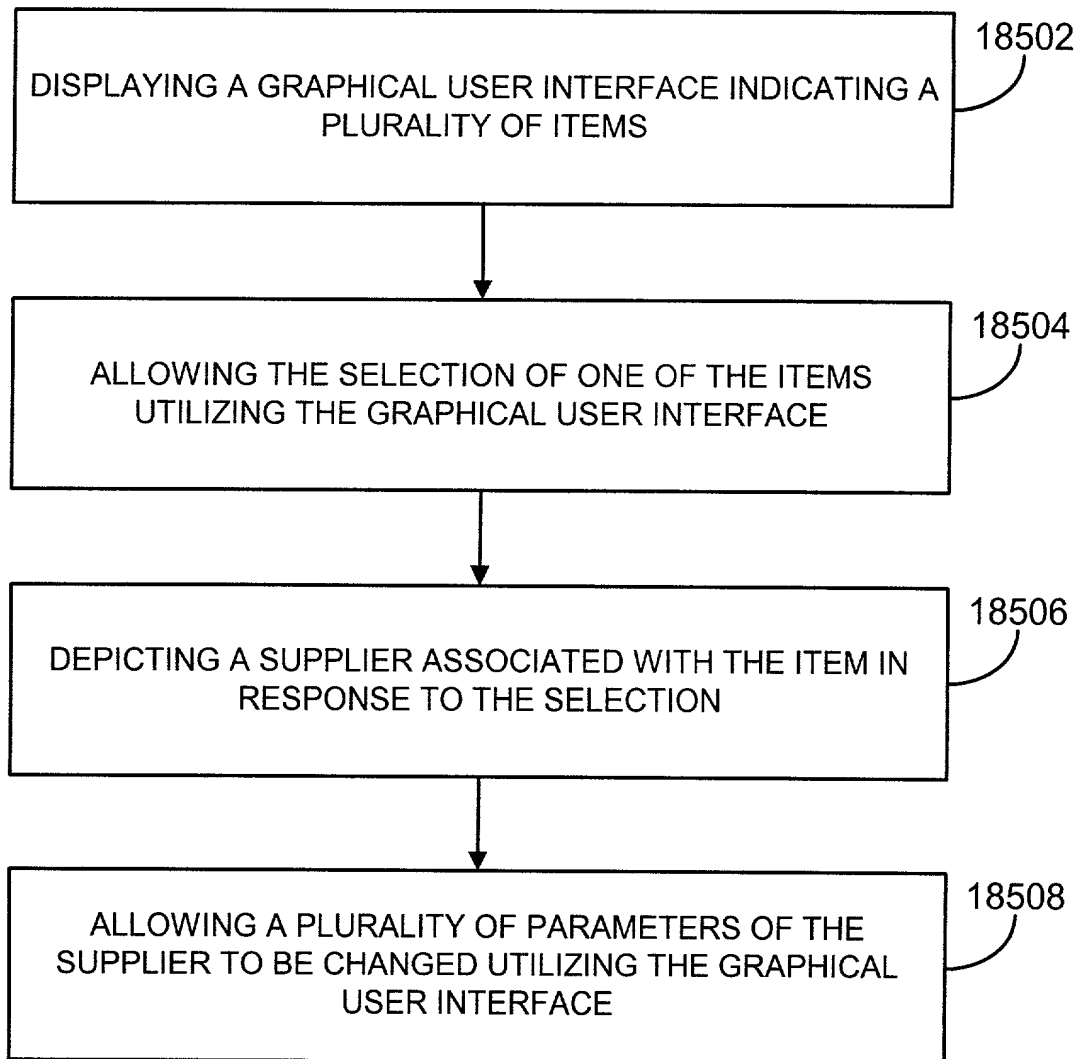 18502
DISPLAYING A GRAPHICAL USER INTERFACE INDICATING A
PLURALITY OF ITEMS
18504
ALLOWING THE SELECTION OF ONE OF THE ITEMS
UTILIZING THE GRAPHICAL USER INTERFACE
18506
DEPICTING A SUPPLIER ASSOCIATED WITH THE ITEM IN
RESPONSE TO THE SELECTION
18508
ALLOWING A PLURALITY OF PARAMETERS OF THE
SUPPLIER TO BE CHANGED UTILIZING THE GRAPHICAL
USER INTERFACE